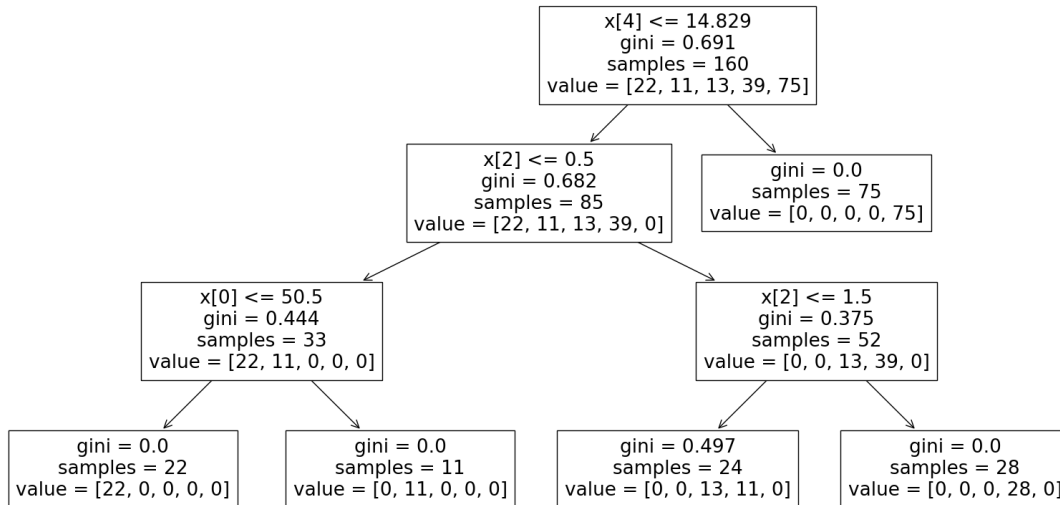 x[4] <= 14.829
gini = 0.691
samples = 160
value = [22, 11, 13, 39, 75]
x[2] <= 0.5
gini = 0.682
samples = 85
value = [22, 11, 13, 39, 0]
gini = 0.0
samples = 75
value = [0, 0, 0, 0, 75]
x[0] <= 50.5
gini = 0.444
samples = 33
value = [22, 11, 0, 0, 0]
x[2] <= 1.5
gini = 0.375
samples = 52
value = [0, 0, 13, 39, 0]
gini = 0.0
samples = 22
value = [22, 0, 0, 0, 0]
gini = 0.0
samples = 11
value = [0, 11, 0, 0, 0]
gini = 0.497
samples = 24
value = [0, 0, 13, 11, 0]
gini = 0.0
samples = 28
value = [0, 0, 0, 28, 0]